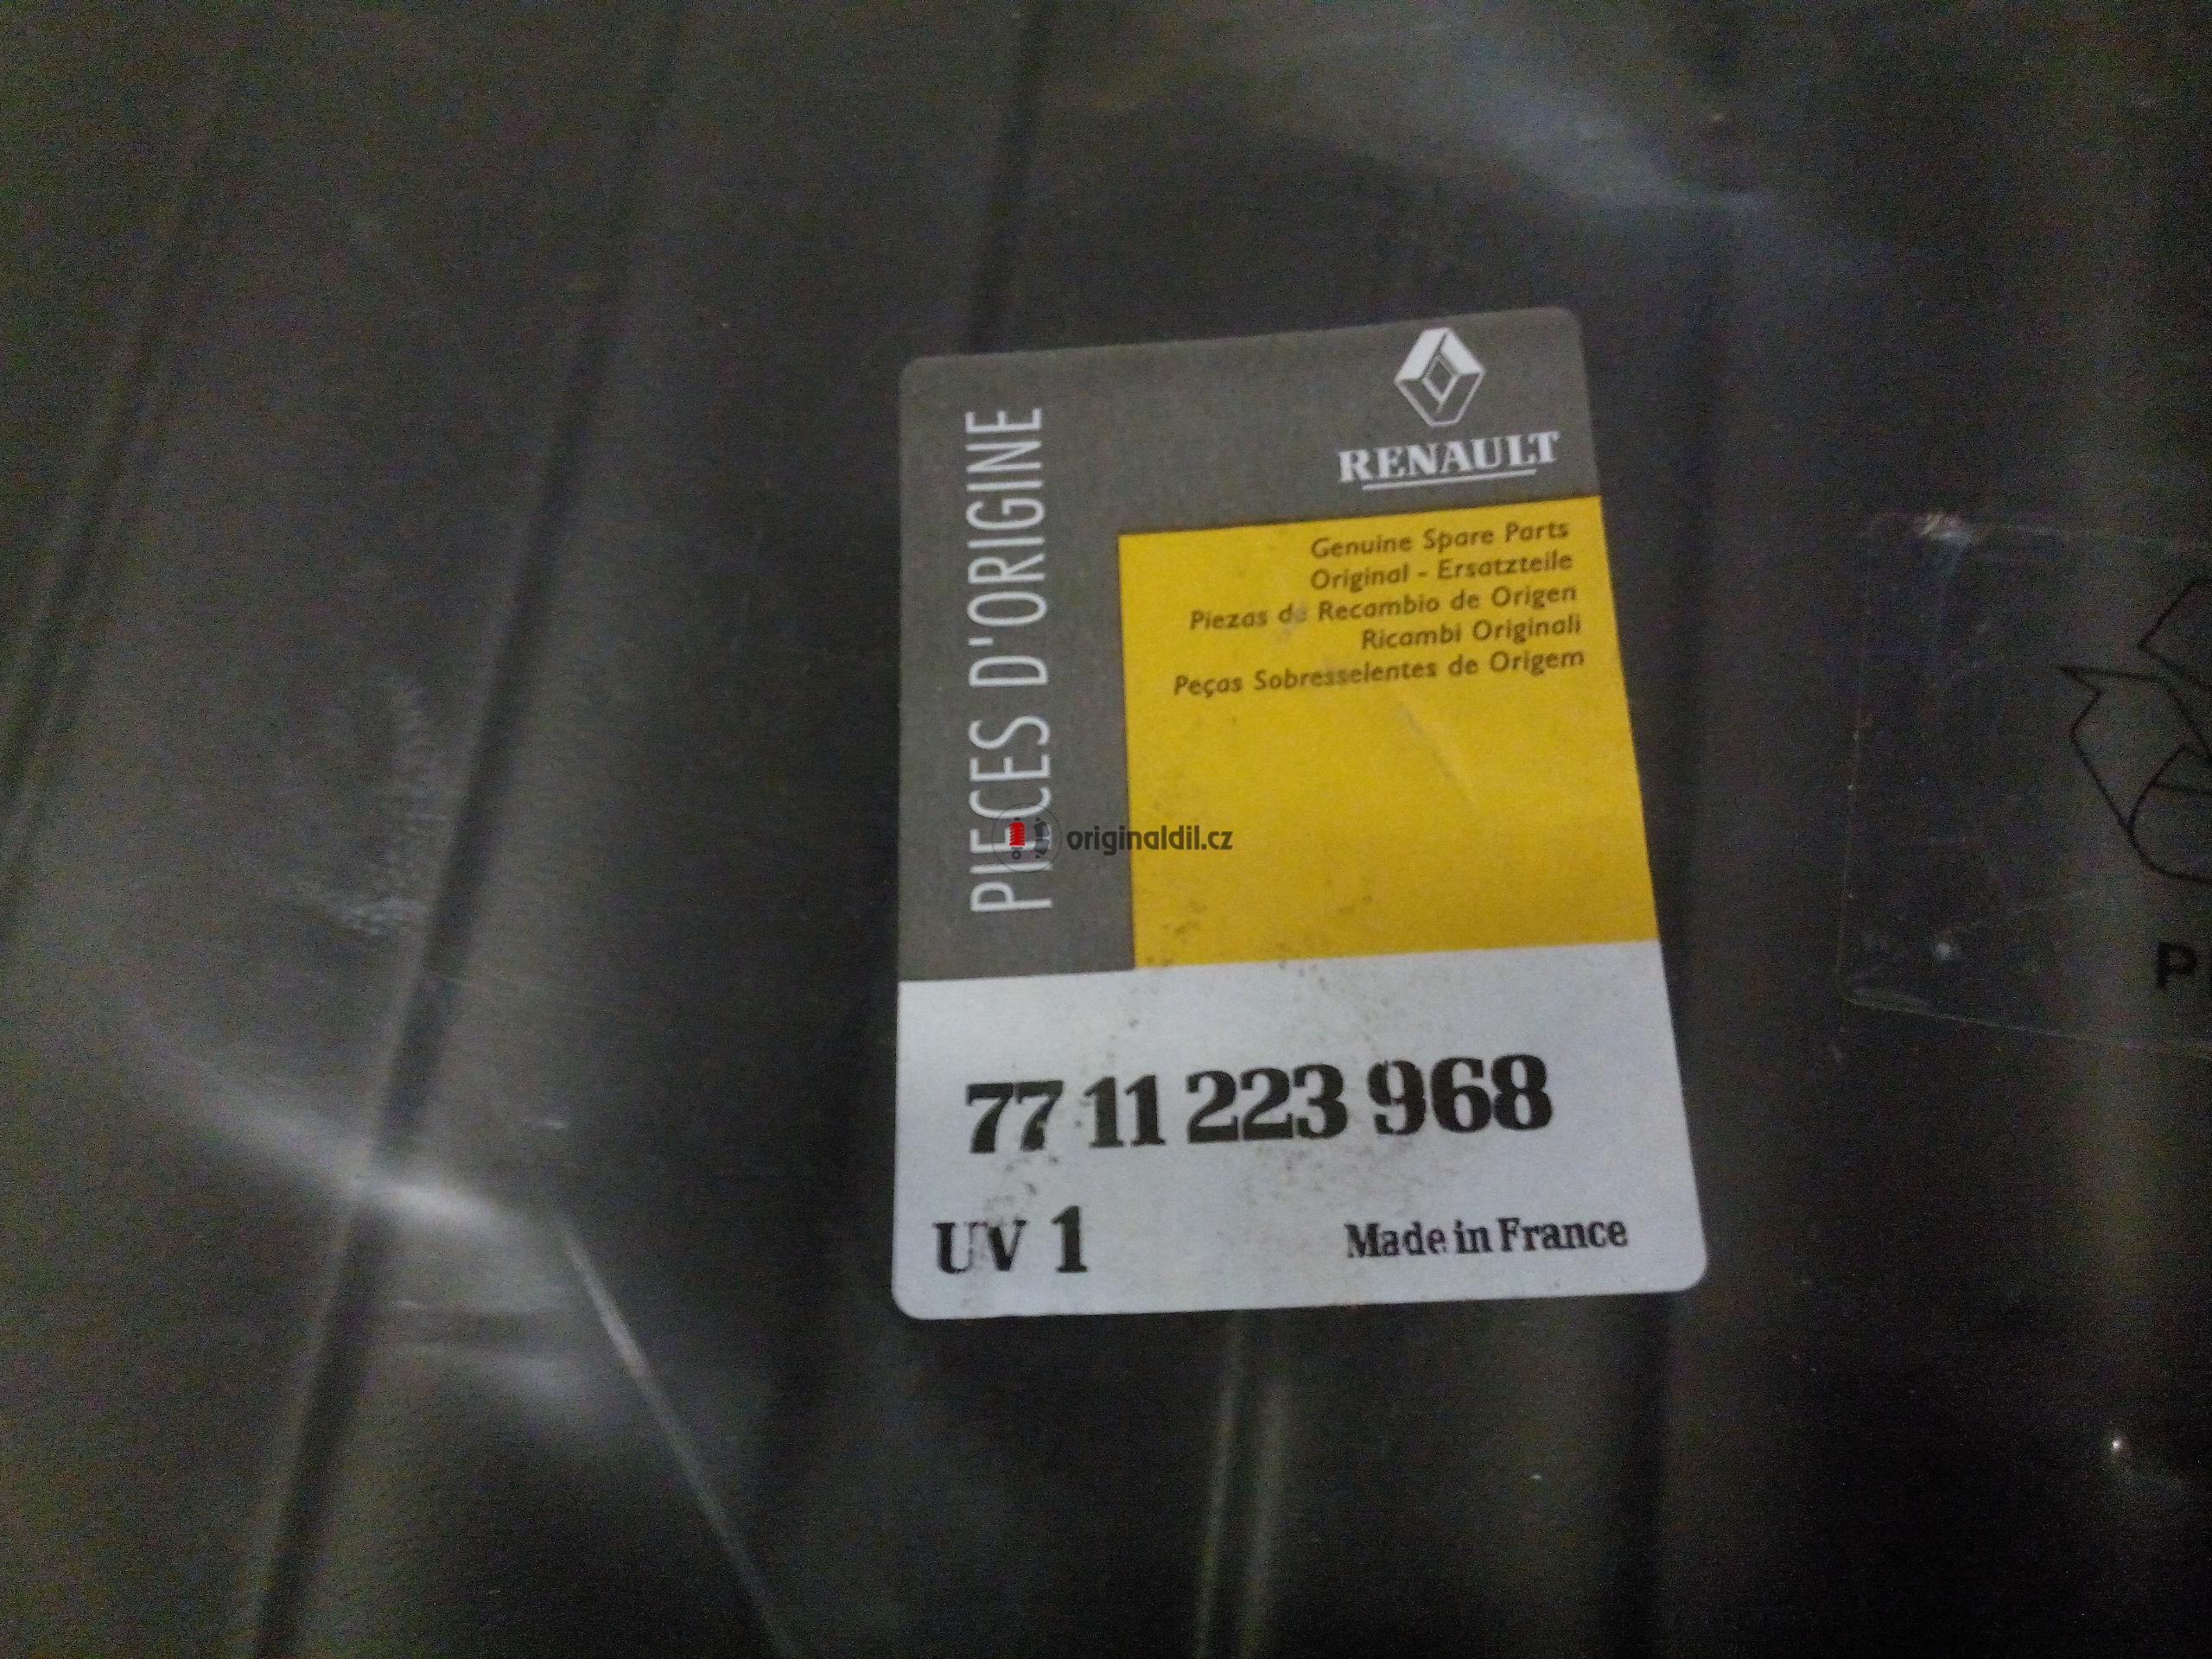 PIECES D'ORIGINE
RENAULT
Genuine Spare Parts
Original - Ersatzteile
Piezas de Recambio de Origen
Ricambi Originali
Peças Sobresselentes de Origem
originaldil.cz
77 11 223 968
UV 1
Made in France
P